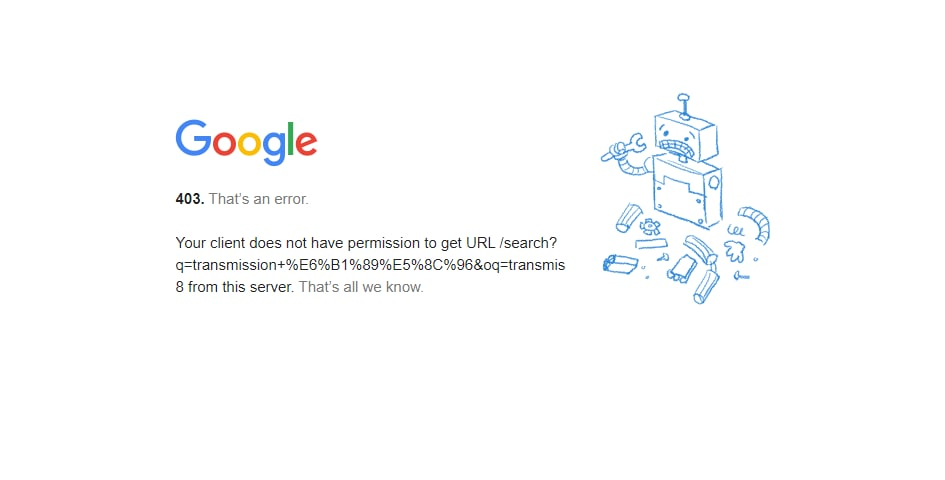 Google
403. That’s an error.
Your client does not have permission to get URL /search?
q=transmission+%E6%B1%89%E5%8C%96&oq=transmis
8 from this server. That’s all we know.